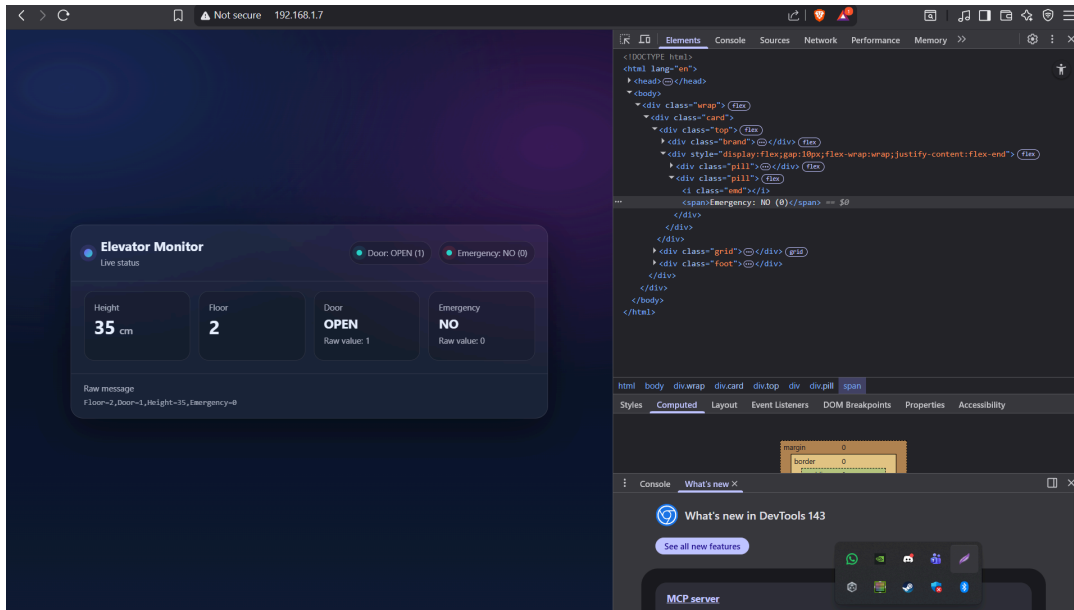 Not secure 192.168.1.7
Elements Console Sources Network Performance Memory
<!DOCTYPE html>
<html lang="en">
<head> </head>
<body>
<div class="wrap"> flex
<div class="card">
<div class="top"> flex
<div class="brand"> </div> flex
<div style="display:flex;gap:10px;flex-wrap:wrap;justify-content:flex-end"> flex
<div class="pill"> </div> flex
<div class="pill"> flex
<i class="emd"></i>
<span>Emergency: NO (0)</span> == $0
</div>
</div>
</div>
<div class="grid"> </div> grid
<div class="foot"> </div>
</div>
</div>
</body>
</html>
Elevator Monitor
Live status
Door: OPEN (1)
Emergency: NO (0)
Height
35 cm
Floor
2
Door
OPEN
Raw value: 1
Emergency
NO
Raw value: 0
Raw message
Floor=2,Door=1,Height=35,Emergency=0
html body div.wrap div.card div.top div div.pill span
Styles Computed Layout Event Listeners DOM Breakpoints Properties Accessibility
margin 0
border 0
Console What's new
What's new in DevTools 143
See all new features
MCP server